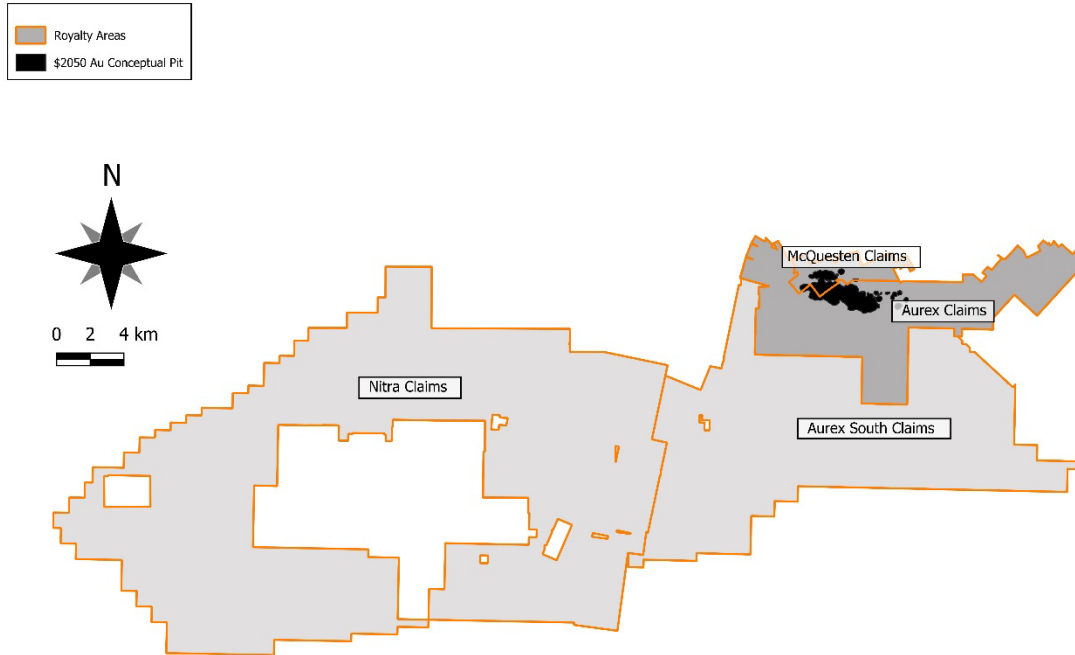 Royalty Areas
$2050 Au Conceptual Pit
N
0 2 4 km
McQuesten Claims
Aurex Claims
Nitra Claims
Aurex South Claims